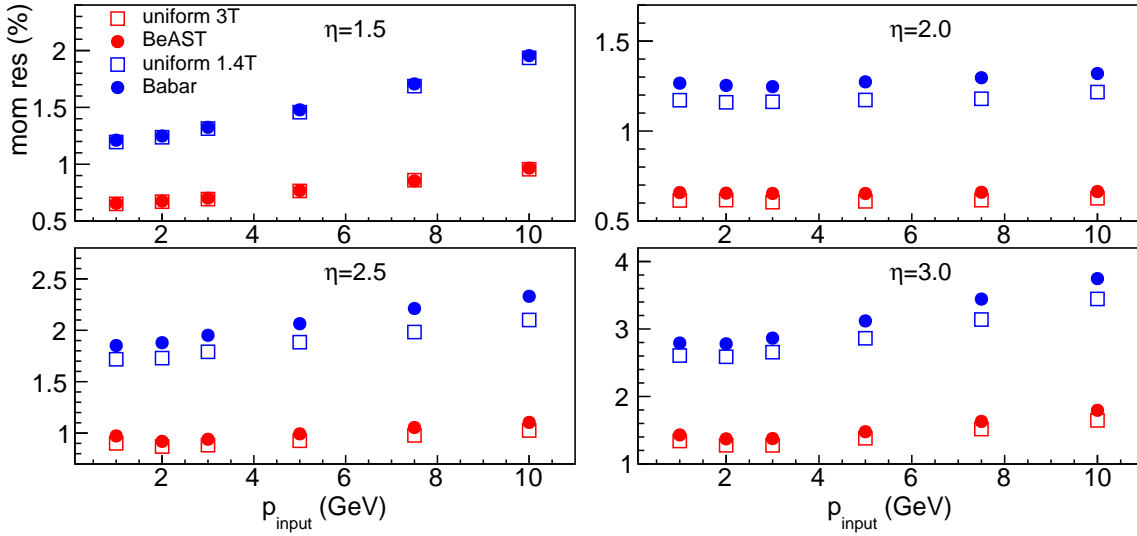 mom res (%)
uniform 3T
BeAST
uniform 1.4T
Babar
η=1.5
2
1.5
1
0.5
2 4 6 8 10
η=2.0
1.5
1
0.5
2 4 6 8 10
η=2.5
2.5
2
1.5
1
2 4 6 8 10
p_input (GeV)
η=3.0
4
3
2
1
2 4 6 8 10
p_input (GeV)